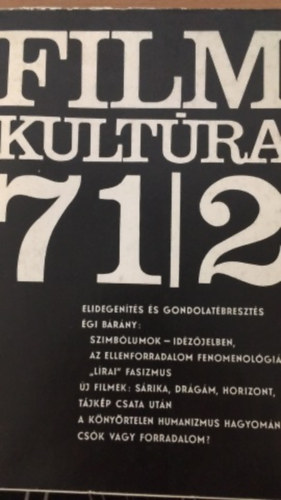 FILM
KULTÚRA
71|2
ELIDEGENÍTÉS ÉS GONDOLATÉBRESZTÉS
ÉGI BÁRÁNY:
SZIMBÓLUMOK – IDÉZŐJELBEN,
AZ ELLENFORRADALOM FENOMENOLÓGIÁ
„LÍRAI" FASIZMUS
ÚJ FILMEK: SÁRIKA, DRÁGÁM, HORIZONT,
TÁJKÉP CSATA UTÁN
A KÖNYÖRTELEN HUMANIZMUS HAGYOMÁN
CSÓK VAGY FORRADALOM?